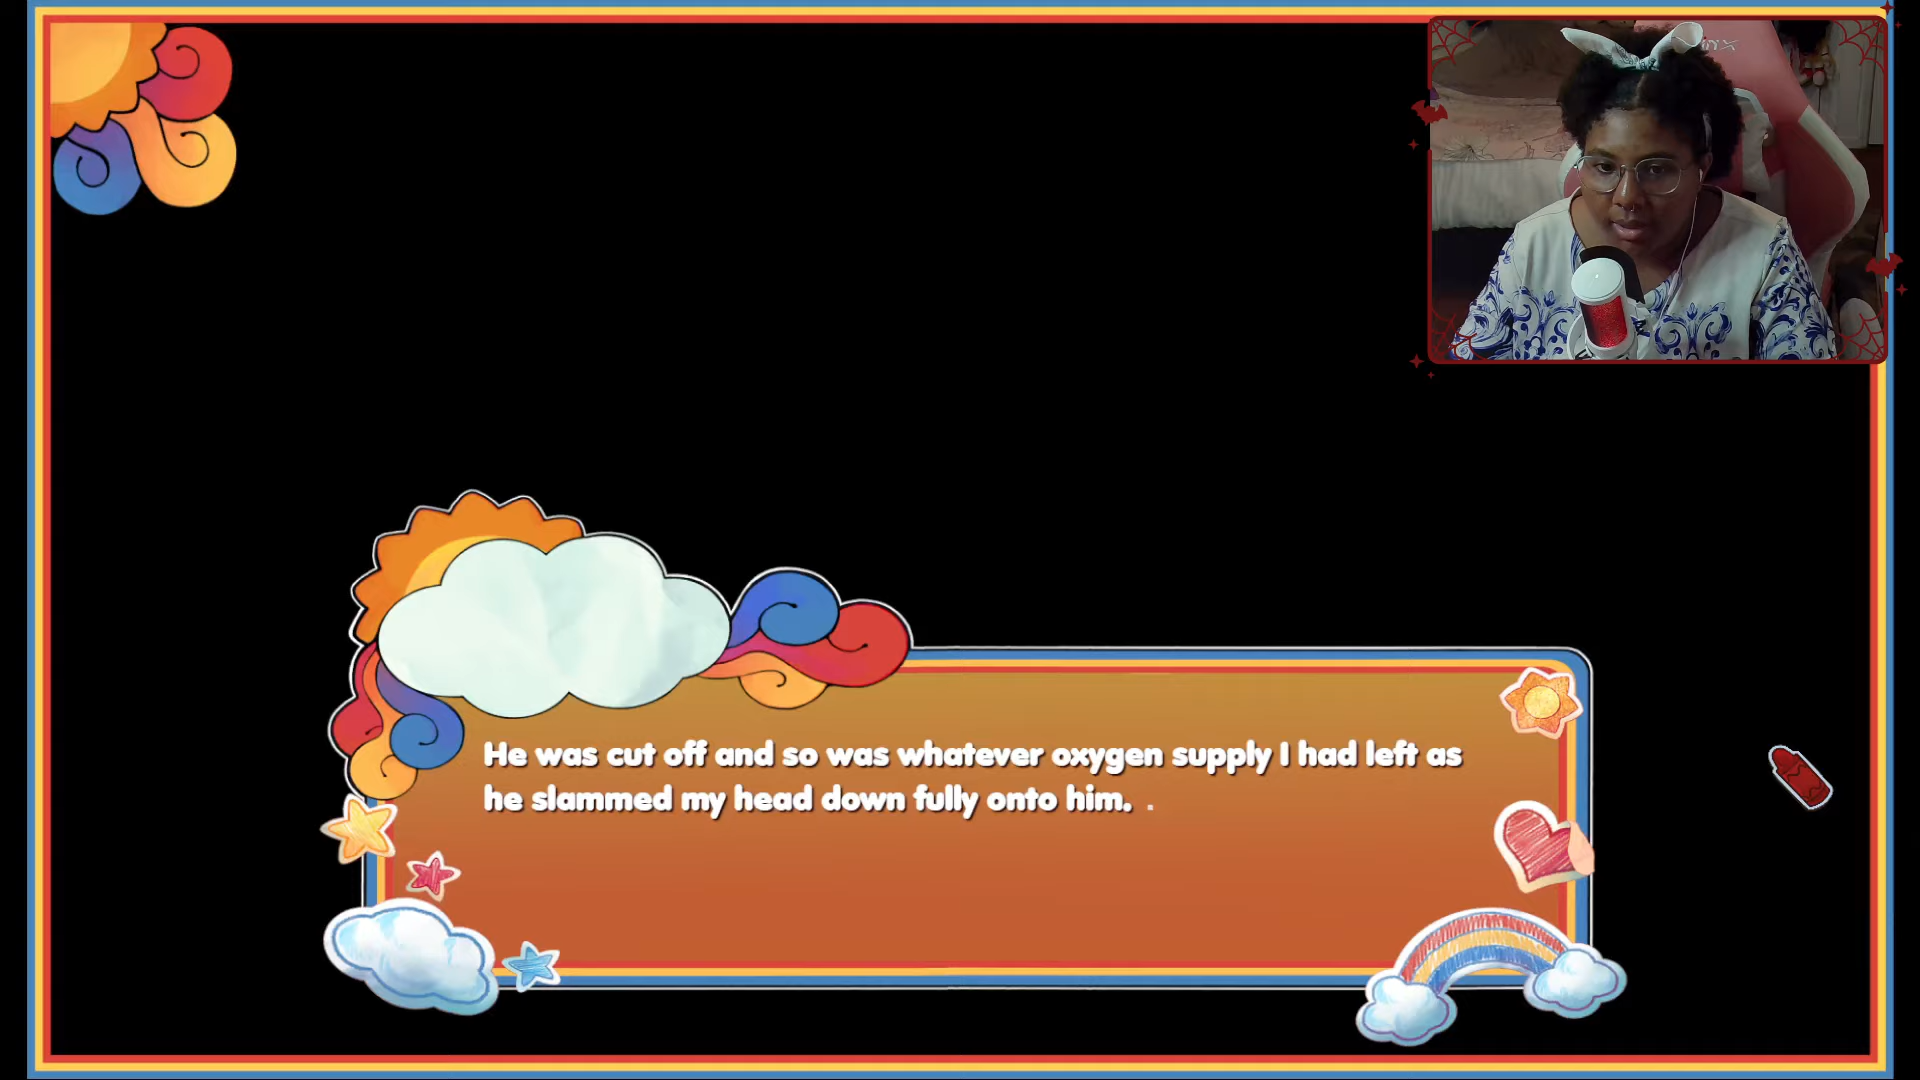 He was cut off and so was whatever oxygen supply I had left as
he slammed my head down fully onto him.